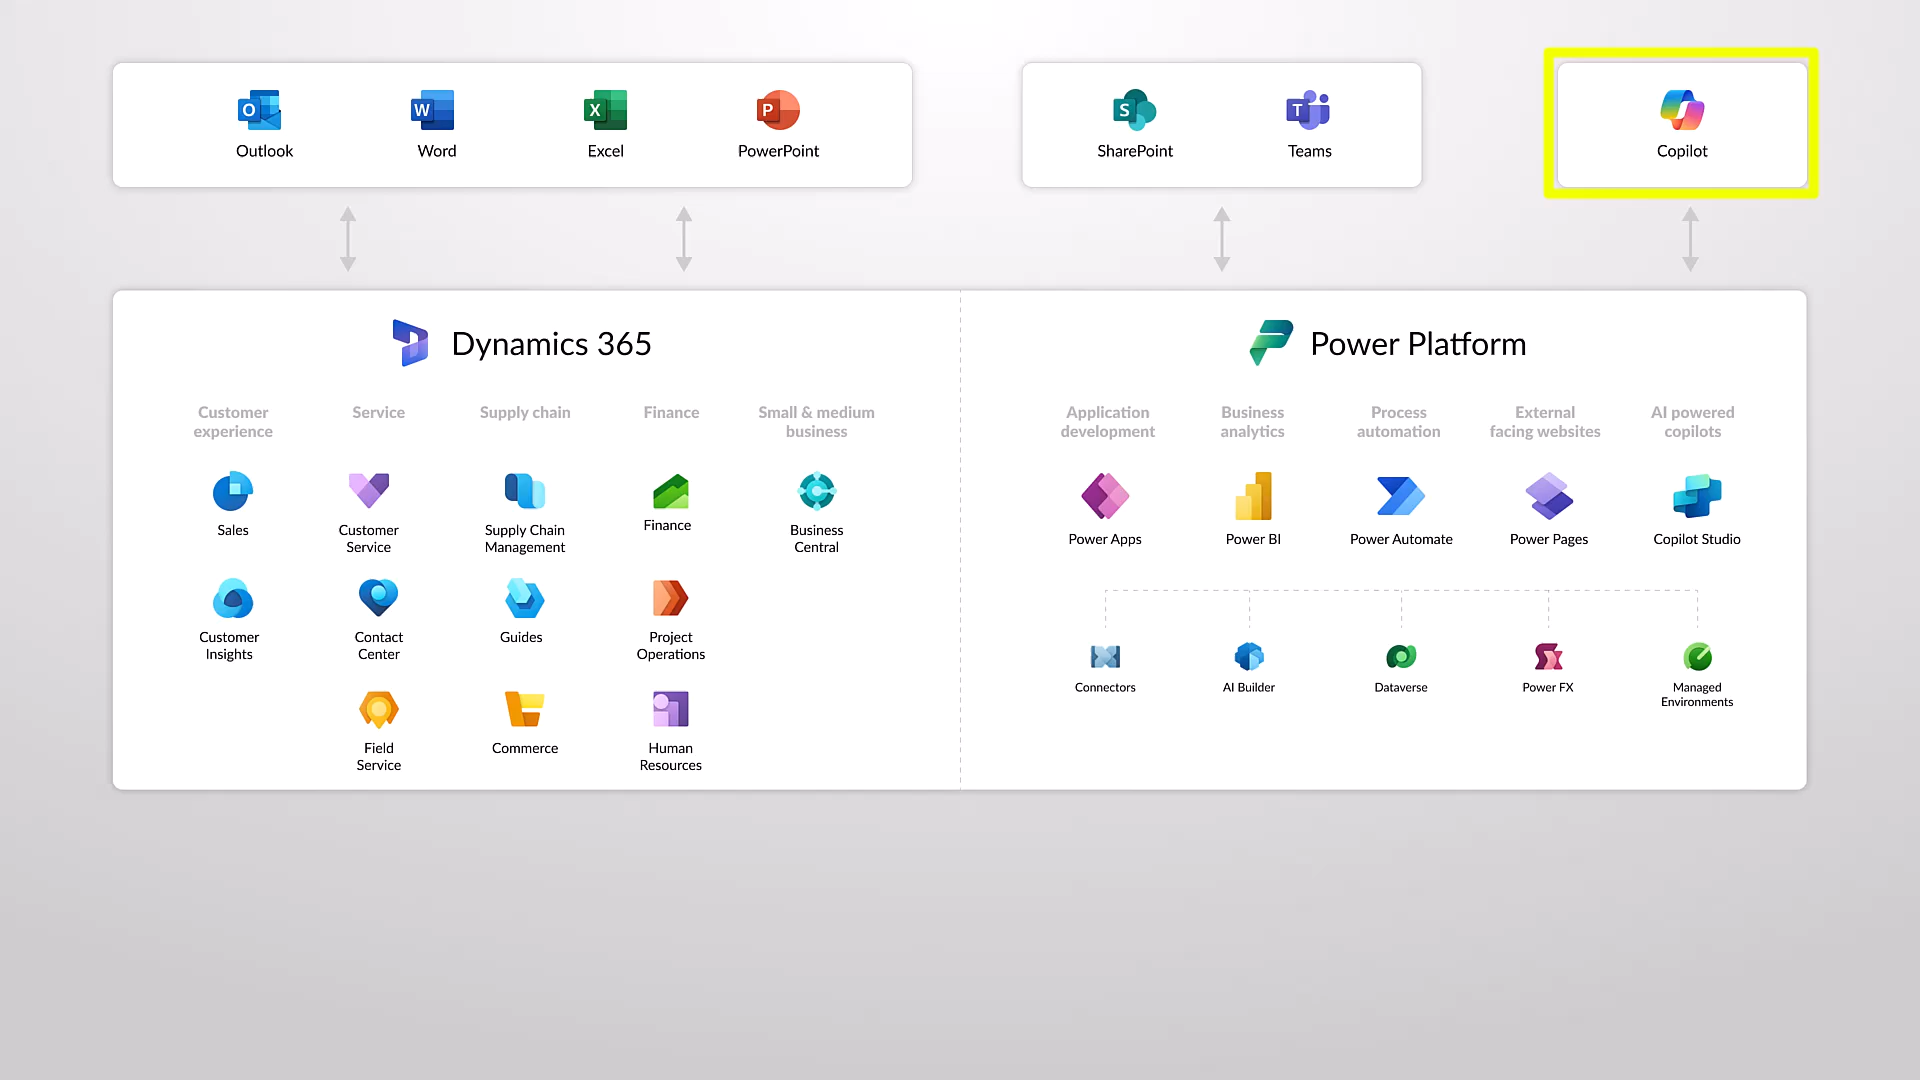 O
W
X
P
S
T
Outlook
Word
Excel
PowerPoint
SharePoint
Teams
Copilot
Dynamics 365
Customer
experience
Service
Supply chain
Finance
Small & medium
business
Sales
Customer
Service
Supply Chain
Management
Finance
Business
Central
Customer
Insights
Contact
Center
Guides
Project
Operations
Field
Service
Commerce
Human
Resources
Power Platform
Application
development
Business
analytics
Process
automation
External
facing websites
AI powered
copilots
Power Apps
Power BI
Power Automate
Power Pages
Copilot Studio
Connectors
AI Builder
Dataverse
Power FX
Managed
Environments